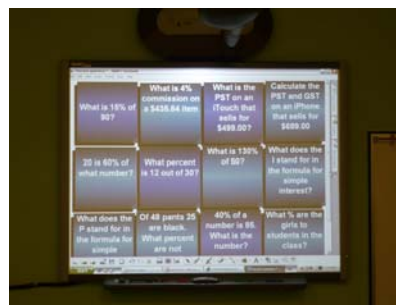 What is 15% of
90?
What is 4%
commission on
a $435.64 item
What is the
PST on an
iTouch that
sells for
$499.00?
Calculate the
PST and GST
on an iPhone
that sells for
$689.00
20 is 60% of
what number?
What percent
is 12 out of 30?
What is 130%
of 50?
What does the
I stand for in
the formula for
simple
interest?
What does the
P stand for in
the formula for
simple
Of 48 pants 35
are black.
What percent
are not
40% of a
number is 86.
What is the
number?
What % are the
girls to
students in the
class?